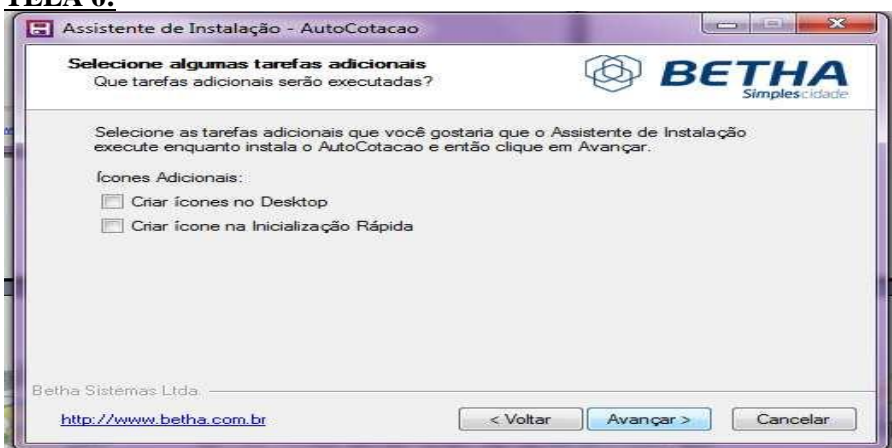 TELA 6:
Assistente de Instalação - AutoCotacao
Selecione algumas tarefas adicionais
Que tarefas adicionais serão executadas?
BETHA
Simplescidade
Selecione as tarefas adicionais que você gostaria que o Assistente de Instalação
execute enquanto instala o AutoCotacao e então clique em Avançar.
Ícones Adicionais:
Criar ícones no Desktop
Criar ícone na Inicialização Rápida
Betha Sistemas Ltda.
http://www.betha.com.br
< Voltar
Avançar >
Cancelar